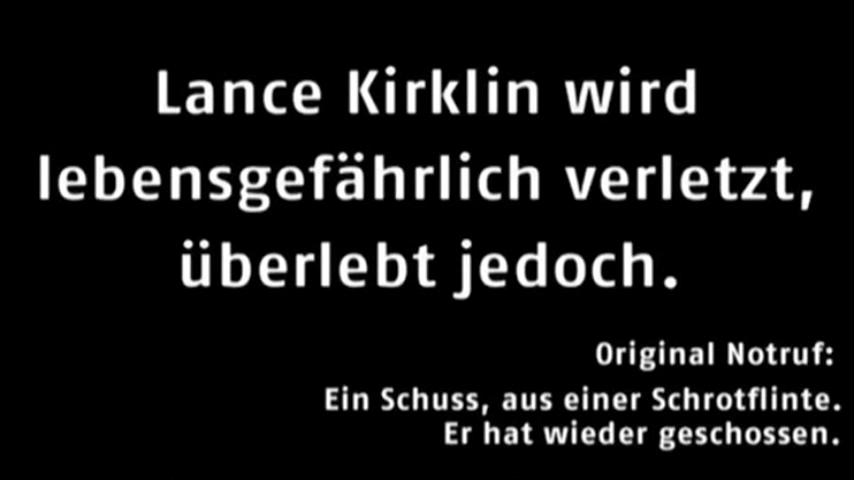 Lance Kirklin wird
lebensgefährlich verletzt,
überlebt jedoch.
Original Notruf:
Ein Schuss, aus einer Schrotflinte.
Er hat wieder geschossen.